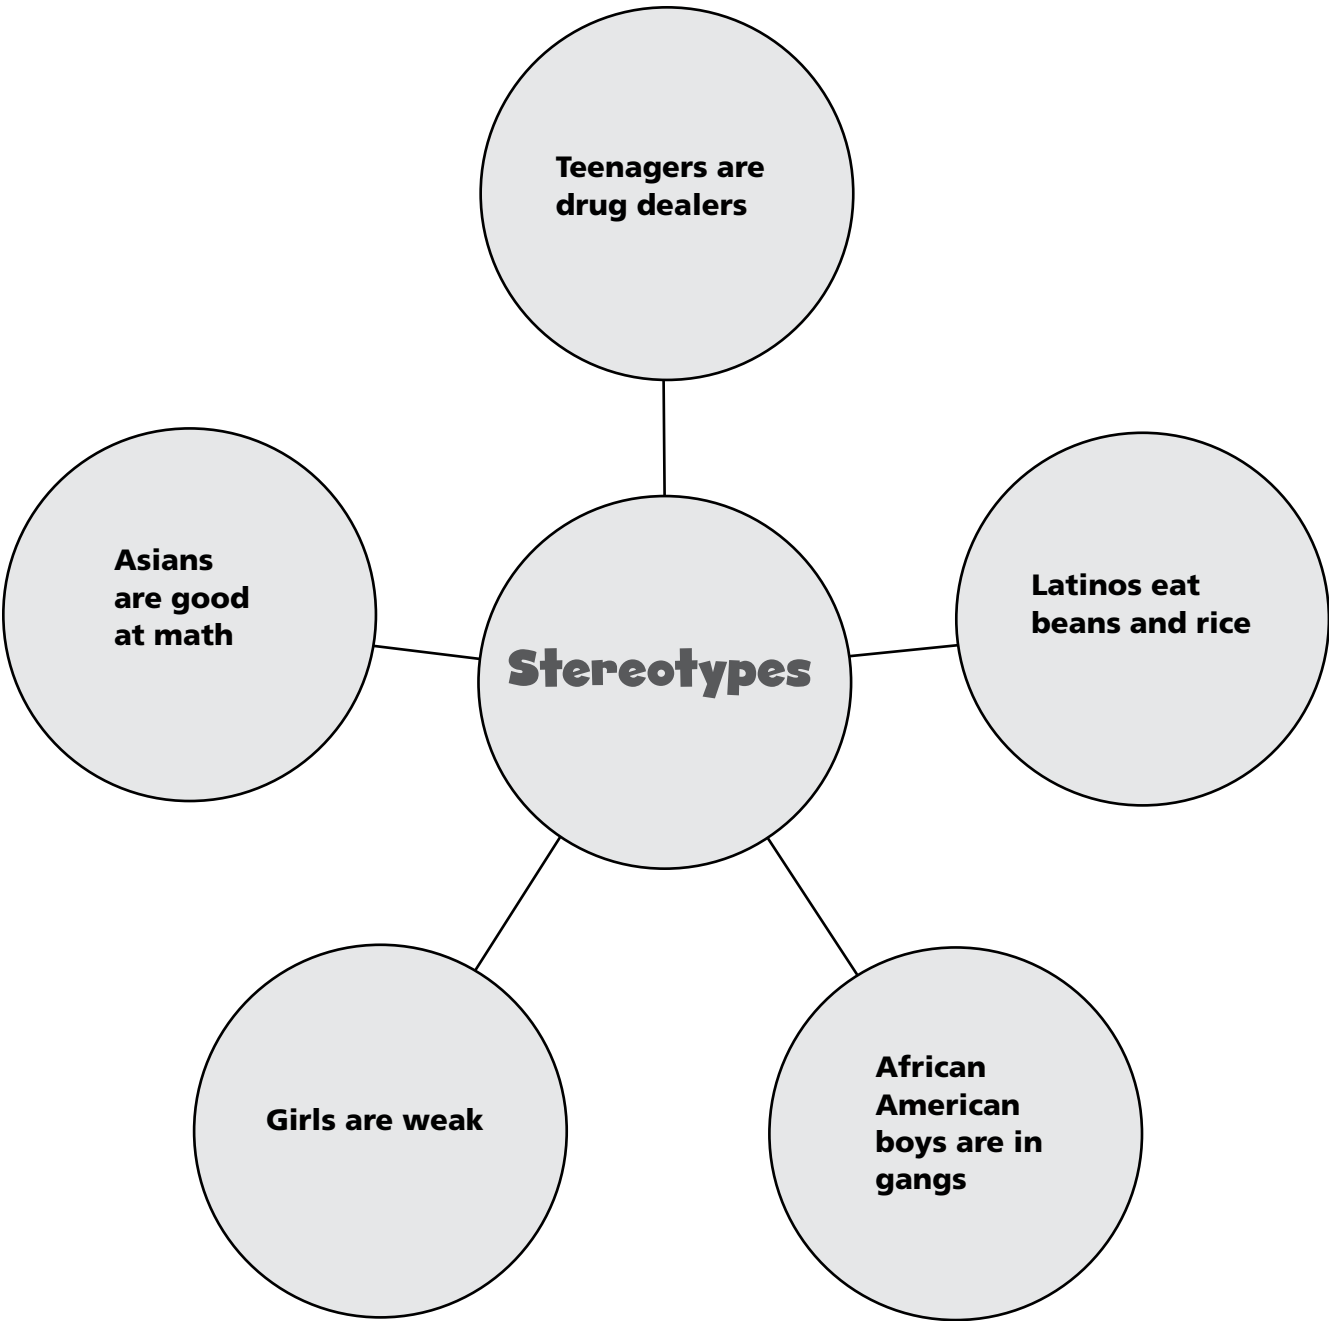 Teenagers are
drug dealers
Asians
are good
at math
Latinos eat
beans and rice
Stereotypes
Girls are weak
African
American
boys are in
gangs